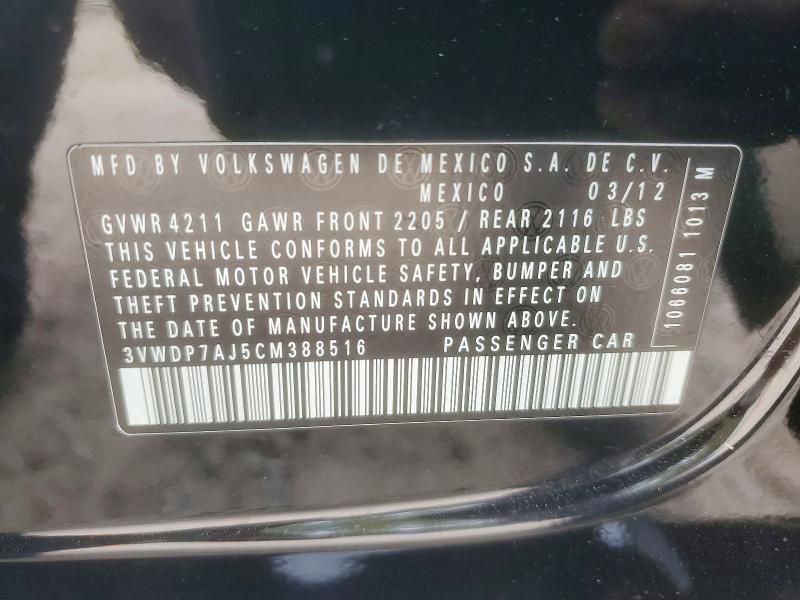 MFD BY VOLKSWAGEN DE MEXICO S.A. DE C.V.
MEXICO 03/12
GVWR 4211 GAWR FRONT 2205 / REAR 2116 LBS
THIS VEHICLE CONFORMS TO ALL APPLICABLE U.S.
FEDERAL MOTOR VEHICLE SAFETY, BUMPER AND
THEFT PREVENTION STANDARDS IN EFFECT ON
THE DATE OF MANUFACTURE SHOWN ABOVE.
3VWDP7AJ5CM388516 PASSENGER CAR
1066081 1013 M